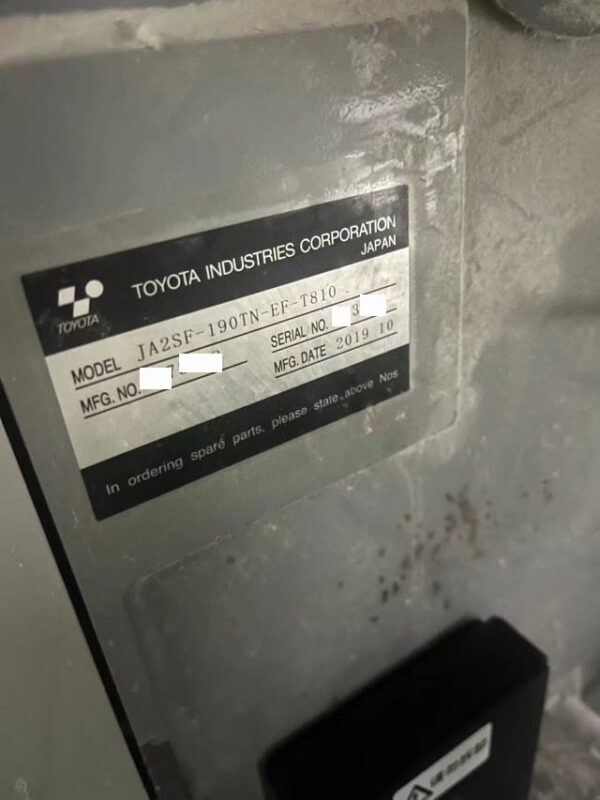 TOYOTA
TOYOTA INDUSTRIES CORPORATION
JAPAN
MODEL JA2SF-190TN-EF-T810
MFG. NO.
SERIAL NO. 3
MFG. DATE 2019 10
In ordering spare parts, please state above Nos